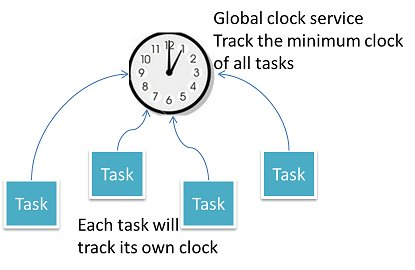 Global clock service
Track the minimum clock
of all tasks
12
1
2
3
4
5
6
7
8
9
10
11
Task
Task
Task
Task
Each task will
track its own clock